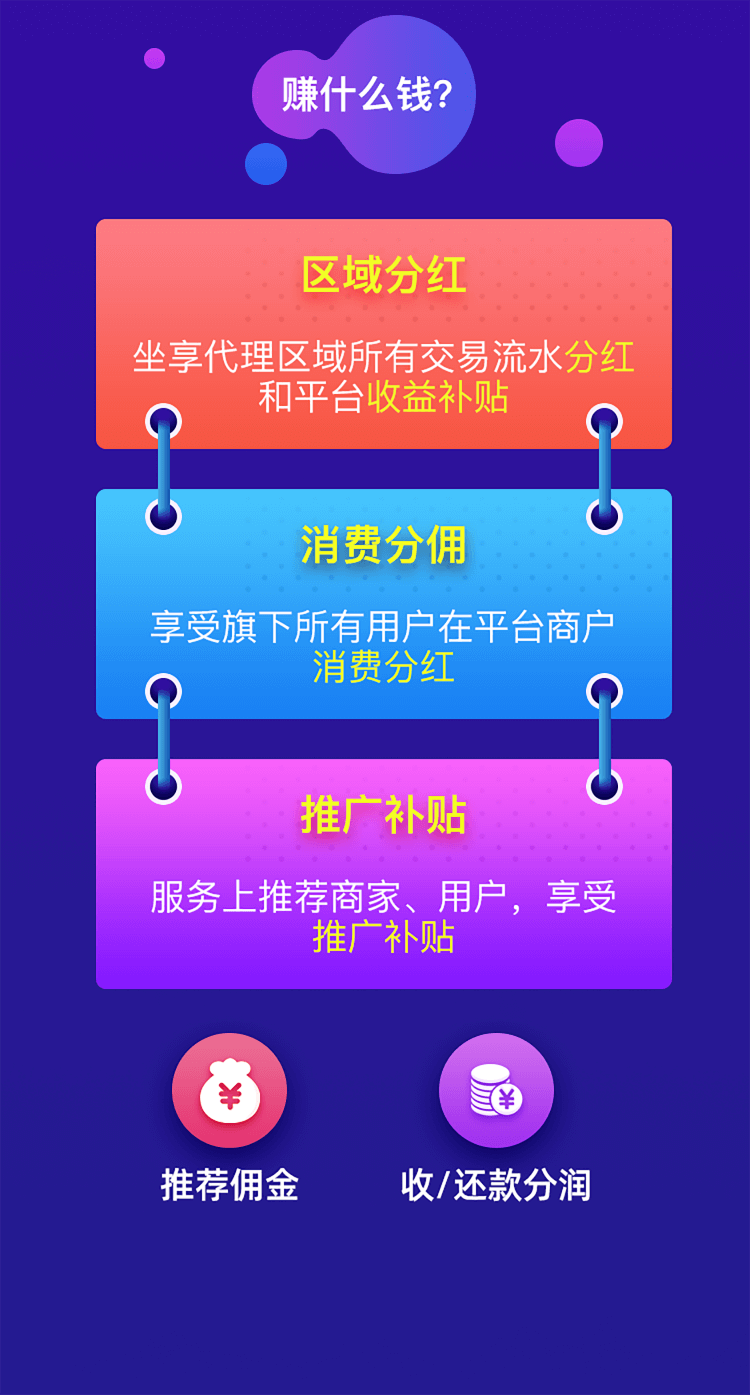 赚什么钱?
区域分红
坐享代理区域所有交易流水分红
和平台收益补贴
消费分佣
享受旗下所有用户在平台商户
消费分红
推广补贴
服务上推荐商家、用户，享受
推广补贴
¥
¥
推荐佣金
收/还款分润